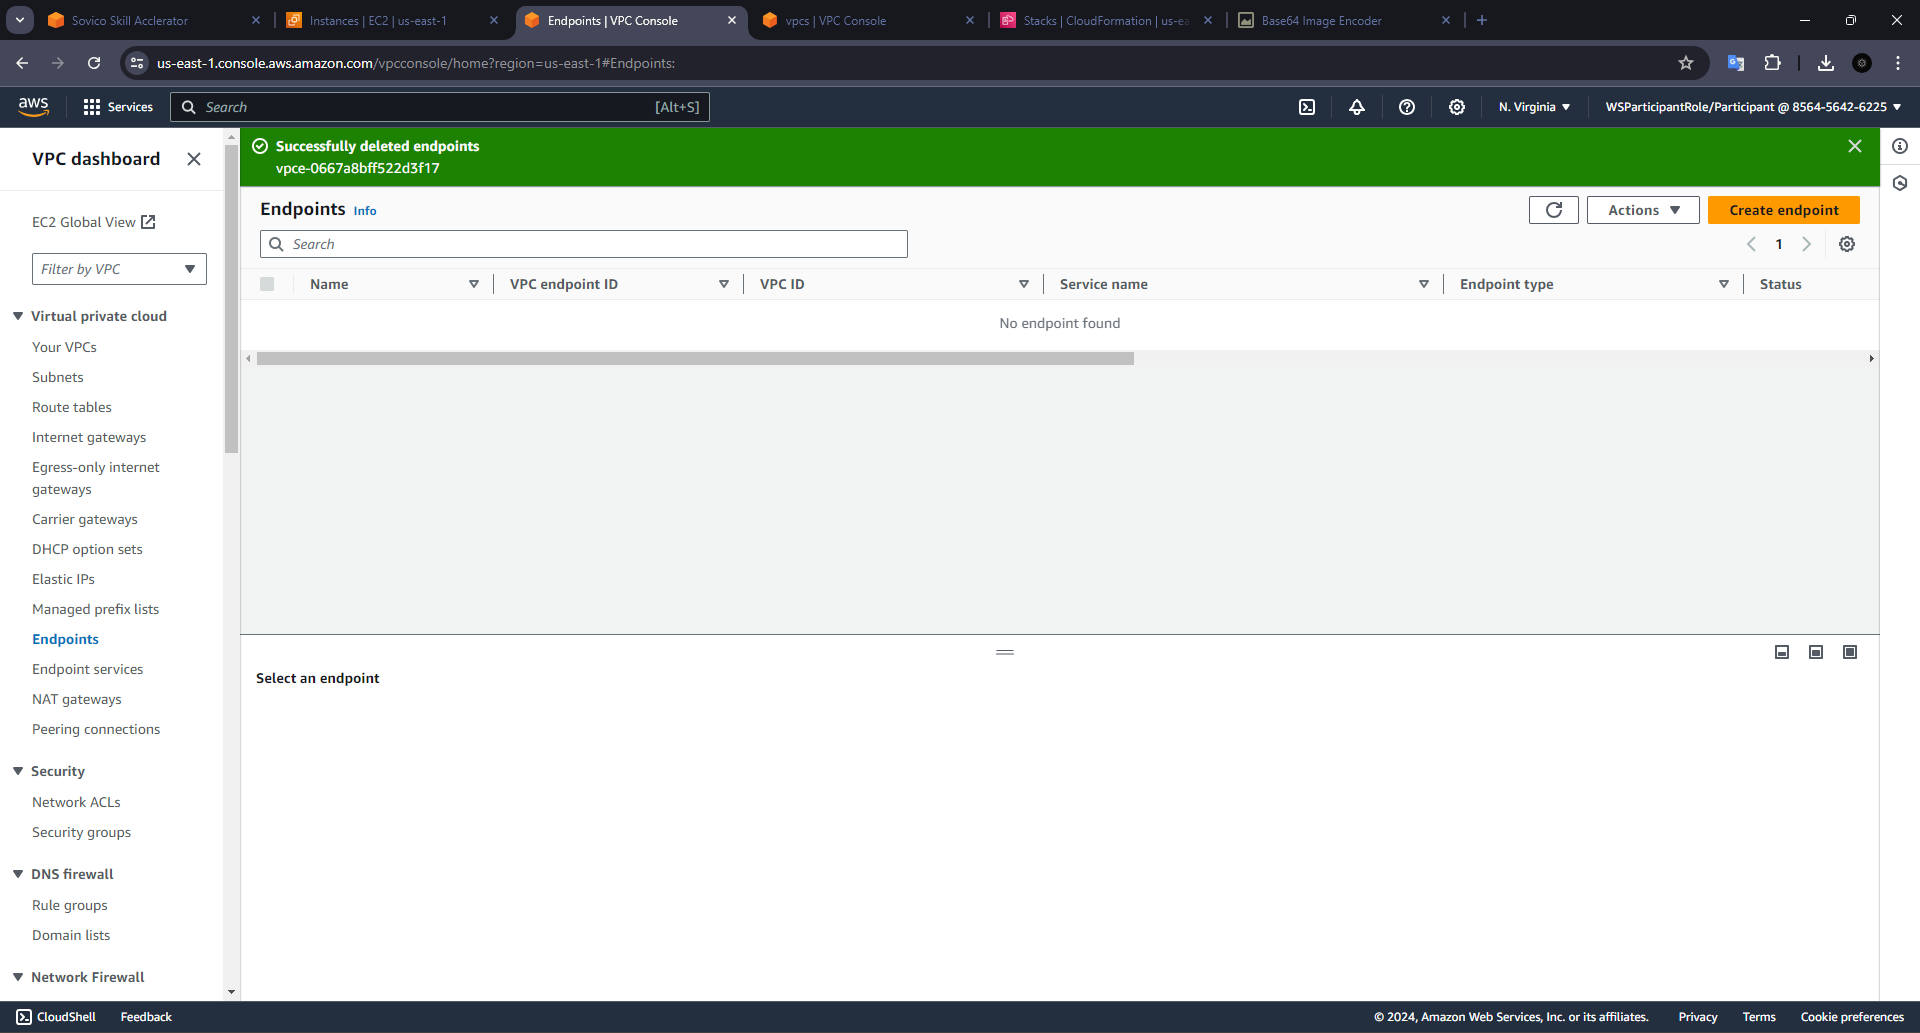 Sovico Skill Acclerator
Instances | EC2 | us-east-1
Endpoints | VPC Console
vpcs | VPC Console
Stacks | CloudFormation | us-ea
Base64 Image Encoder
us-east-1.console.aws.amazon.com/vpcconsole/home?region=us-east-1#Endpoints:
aws
Services
Search
[Alt+S]
N. Virginia
WSParticipantRole/Participant @ 8564-5642-6225
VPC dashboard
EC2 Global View
Filter by VPC
Virtual private cloud
Your VPCs
Subnets
Route tables
Internet gateways
Egress-only internet
gateways
Carrier gateways
DHCP option sets
Elastic IPs
Managed prefix lists
Endpoints
Endpoint services
NAT gateways
Peering connections
Security
Network ACLs
Security groups
DNS firewall
Rule groups
Domain lists
Network Firewall
Successfully deleted endpoints
vpce-0667a8bff522d3f17
Endpoints Info
Actions
Create endpoint
Search
1
Name
VPC endpoint ID
VPC ID
Service name
Endpoint type
Status
No endpoint found
Select an endpoint
CloudShell
Feedback
© 2024, Amazon Web Services, Inc. or its affiliates.
Privacy
Terms
Cookie preferences